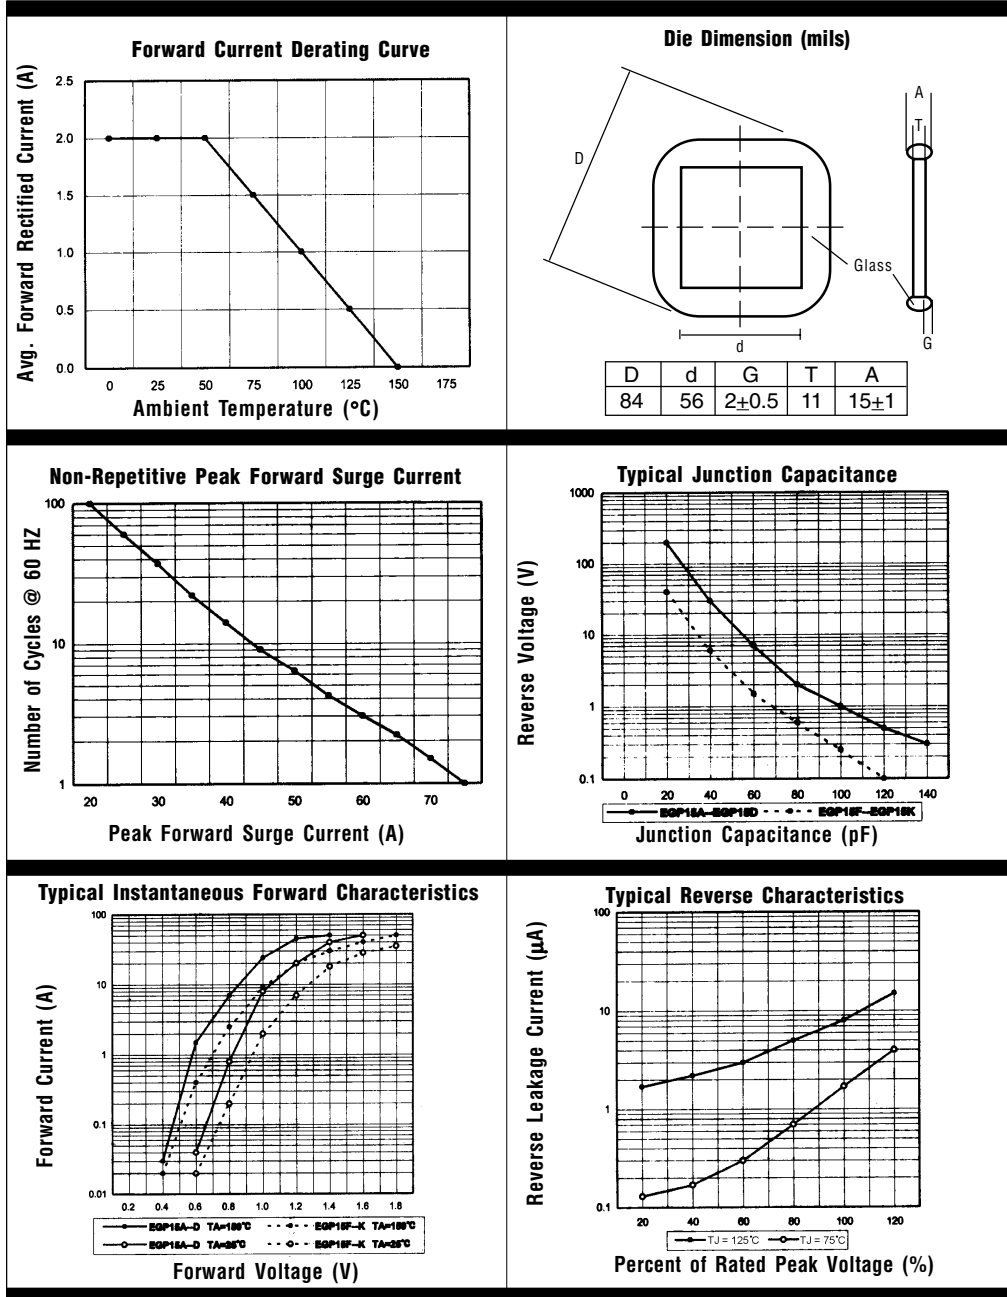 Forward Current Derating Curve
Avg. Forward Rectified Current (A)
2.5
2.0
1.5
1.0
0.5
0.0
0 25 50 75 100 125 150 175
Ambient Temperature (°C)
Die Dimension (mils)
A
T
D
Glass
G
d
D d G T A
84 56 2±0.5 11 15±1
Non-Repetitive Peak Forward Surge Current
Number of Cycles @ 60 HZ
100
10
1
20 30 40 50 60 70
Peak Forward Surge Current (A)
Typical Junction Capacitance
Reverse Voltage (V)
1000
100
10
1
0.1
0 20 40 60 80 100 120 140
EGP15A--EGP15D EGP15F--EGP15K
Junction Capacitance (pF)
Typical Instantaneous Forward Characteristics
Forward Current (A)
100
10
1
0.1
0.01
0.2 0.4 0.6 0.8 1.0 1.2 1.4 1.6 1.8
EGP15A--D TA=150°C EGP15F--K TA=150°C
EGP15A--D TA=25°C EGP15F--K TA=25°C
Forward Voltage (V)
Typical Reverse Characteristics
Reverse Leakage Current (µA)
100
10
1
0.1
20 40 60 80 100 120
TJ = 125°C TJ = 75°C
Percent of Rated Peak Voltage (%)